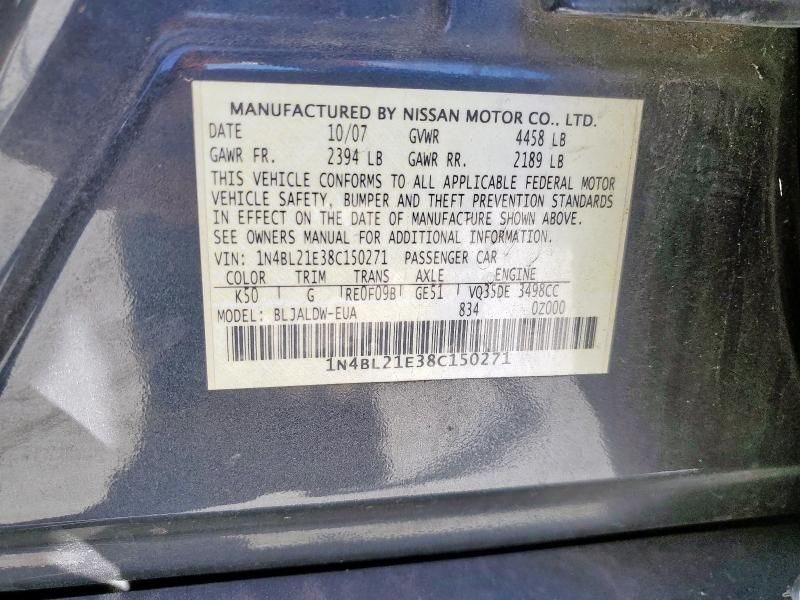 MANUFACTURED BY NISSAN MOTOR CO., LTD.
DATE 10/07 GVWR 4458 LB
GAWR FR. 2394 LB GAWR RR. 2189 LB
THIS VEHICLE CONFORMS TO ALL APPLICABLE FEDERAL MOTOR
VEHICLE SAFETY, BUMPER AND THEFT PREVENTION STANDARDS
IN EFFECT ON THE DATE OF MANUFACTURE SHOWN ABOVE.
SEE OWNERS MANUAL FOR ADDITIONAL INFORMATION.
VIN: 1N4BL21E38C150271 PASSENGER CAR
COLOR TRIM TRANS AXLE ENGINE
K50 G RE0F09B GE51 VQ35DE 3498CC
MODEL: BLJALDW-EUA 834 0Z000
1N4BL21E38C150271